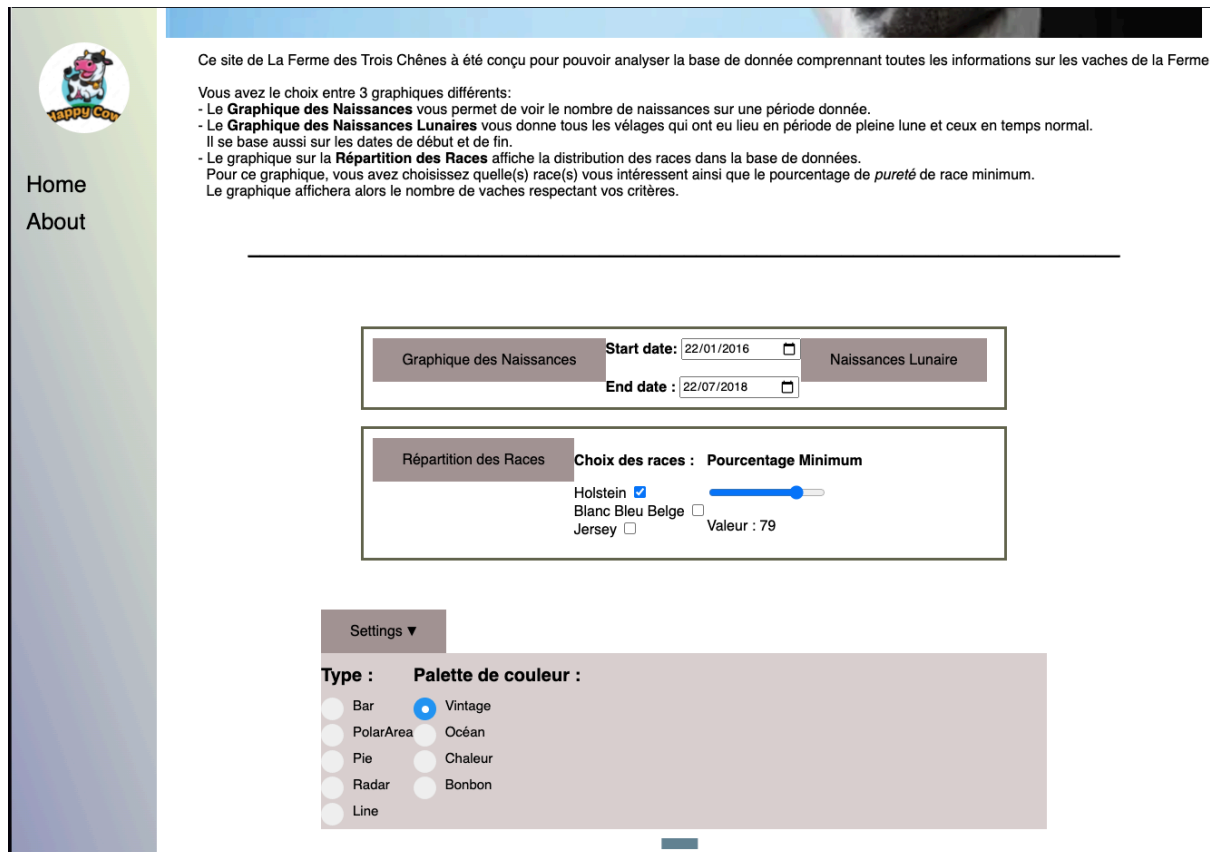 Ce site de La Ferme des Trois Chênes à été conçu pour pouvoir analyser la base de donnée comprennant toutes les informations sur les vaches de la Ferme
Vous avez le choix entre 3 graphiques différents:
- Le Graphique des Naissances vous permet de voir le nombre de naissances sur une période donnée.
- Le Graphique des Naissances Lunaires vous donne tous les vélages qui ont eu lieu en période de pleine lune et ceux en temps normal.
Il se base aussi sur les dates de début et de fin.
- Le graphique sur la Répartition des Races affiche la distribution des races dans la base de données.
Pour ce graphique, vous avez choisissez quelle(s) race(s) vous intéressent ainsi que le pourcentage de pureté de race minimum.
Le graphique affichera alors le nombre de vaches respectant vos critères.
Happy Cow
Home
About
Graphique des Naissances
Start date: 22/01/2016
End date : 22/07/2018
Naissances Lunaire
Répartition des Races
Choix des races :
Holstein
Blanc Bleu Belge
Jersey
Pourcentage Minimum
Valeur : 79
Settings ▼
Type :
Bar
PolarArea
Pie
Radar
Line
Palette de couleur :
Vintage
Océan
Chaleur
Bonbon